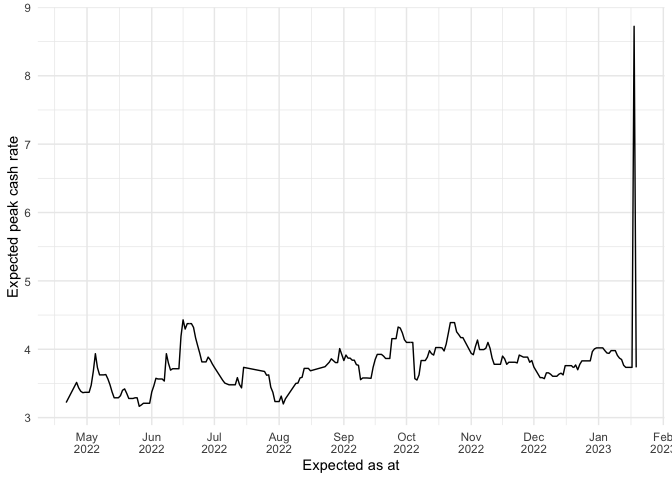 9
8
7
6
5
4
3
Expected peak cash rate
May Jun Jul Aug Sep Oct Nov Dec Jan Feb
2022 2022 2022 2022 2022 2022 2022 2022 2023 2023
Expected as at